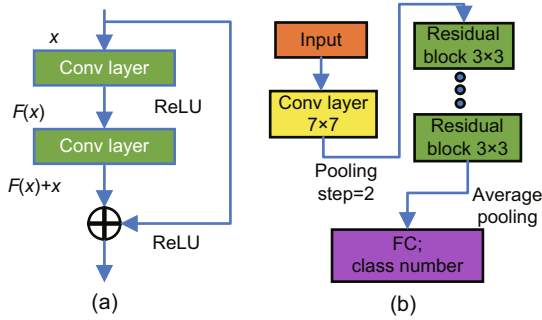 x
Conv layer
F(x)
ReLU
Conv layer
F(x)+x
ReLU
(a)
Input
Conv layer
7×7
Pooling
step=2
Residual
block 3×3
Residual
block 3×3
Average
pooling
FC;
class number
(b)